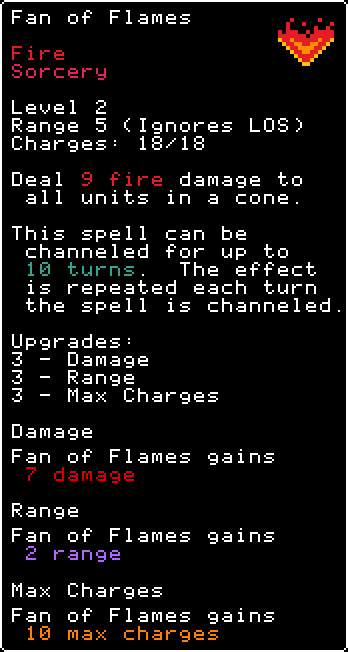 Fan of Flames
Fire
Sorcery
Level 2
Range 5 (Ignores LOS)
Charges: 18/18
Deal 9 fire damage to
all units in a cone.
This spell can be
channeled for up to
10 turns.  The effect
is repeated each turn
the spell is channeled.
Upgrades:
3 - Damage
3 - Range
3 - Max Charges
Damage
Fan of Flames gains
7 damage
Range
Fan of Flames gains
2 range
Max Charges
Fan of Flames gains
10 max charges